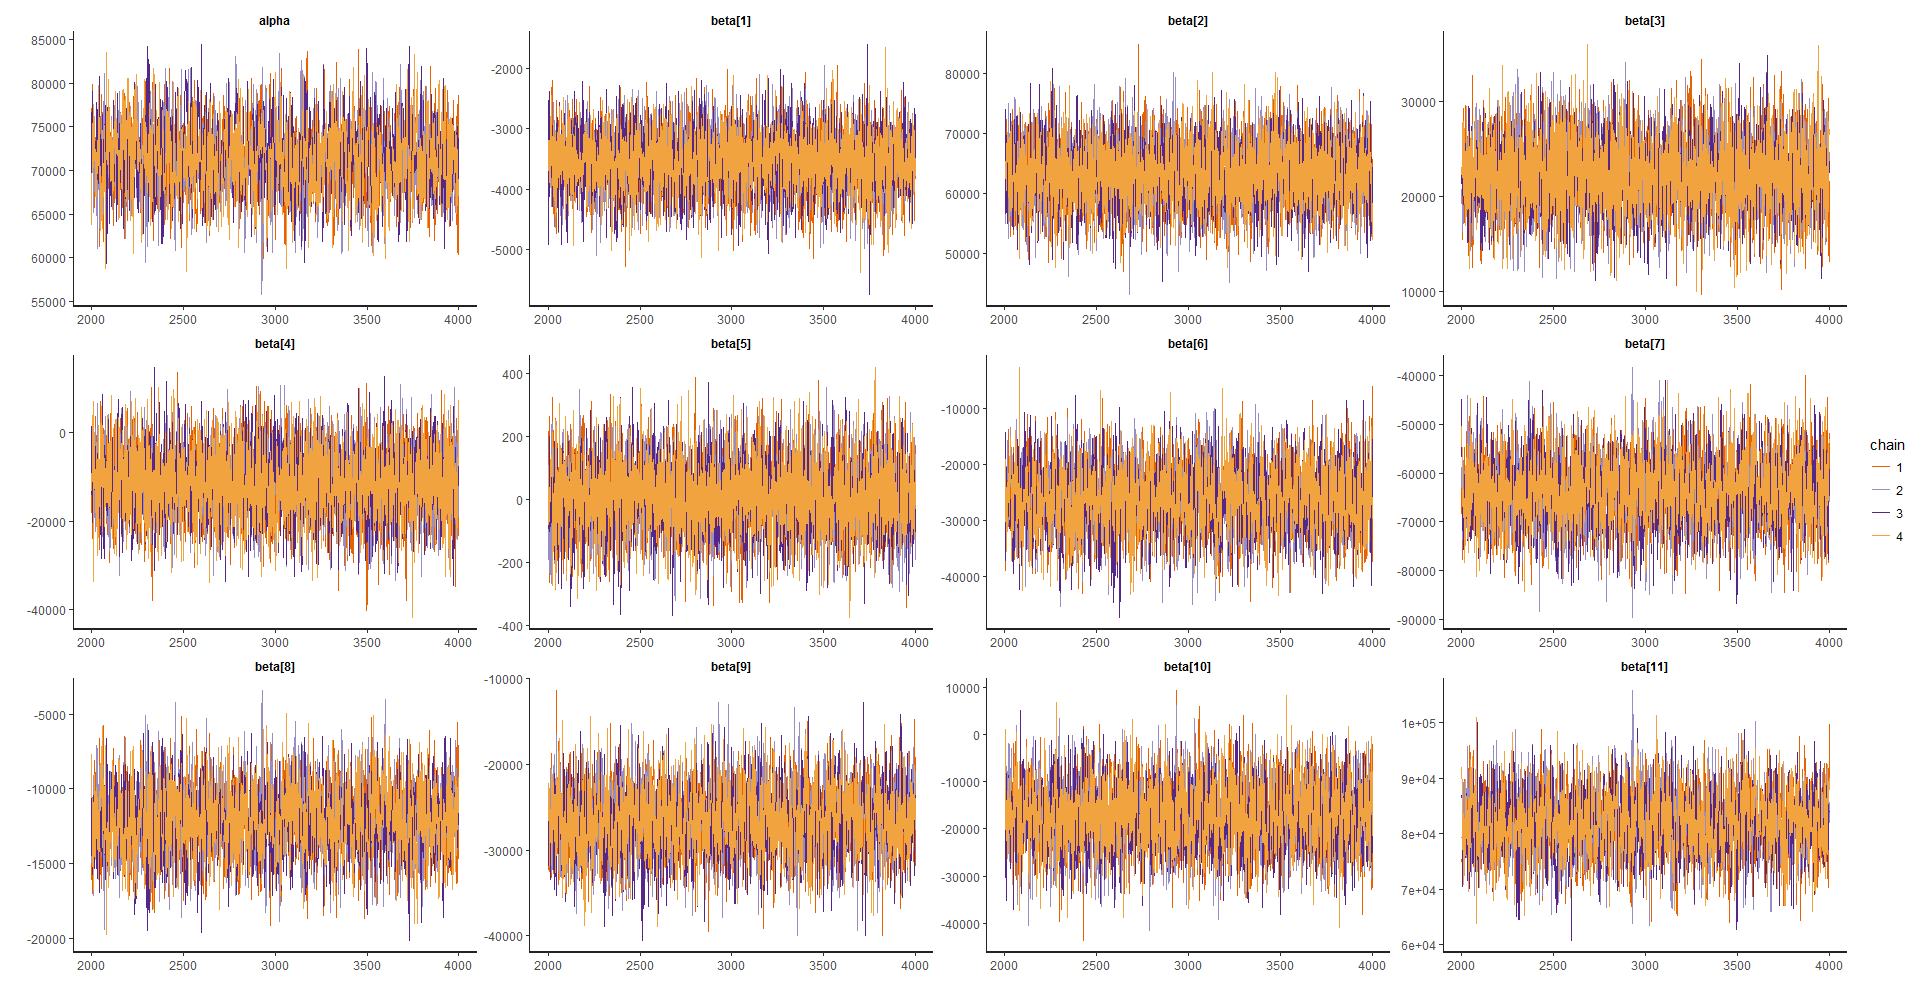 alpha
beta[1]
beta[2]
beta[3]
85000
80000
75000
70000
65000
60000
55000
-2000
-3000
-4000
-5000
80000
70000
60000
50000
30000
20000
10000
2000 2500 3000 3500 4000
2000 2500 3000 3500 4000
2000 2500 3000 3500 4000
2000 2500 3000 3500 4000
beta[4]
beta[5]
beta[6]
beta[7]
0
-20000
-40000
400
200
0
-200
-400
-10000
-20000
-30000
-40000
-40000
-50000
-60000
-70000
-80000
-90000
2000 2500 3000 3500 4000
2000 2500 3000 3500 4000
2000 2500 3000 3500 4000
2000 2500 3000 3500 4000
beta[8]
beta[9]
beta[10]
beta[11]
-5000
-10000
-15000
-20000
-10000
-20000
-30000
-40000
10000
0
-10000
-20000
-30000
-40000
1e+05
9e+04
8e+04
7e+04
6e+04
2000 2500 3000 3500 4000
2000 2500 3000 3500 4000
2000 2500 3000 3500 4000
2000 2500 3000 3500 4000
chain
1
2
3
4